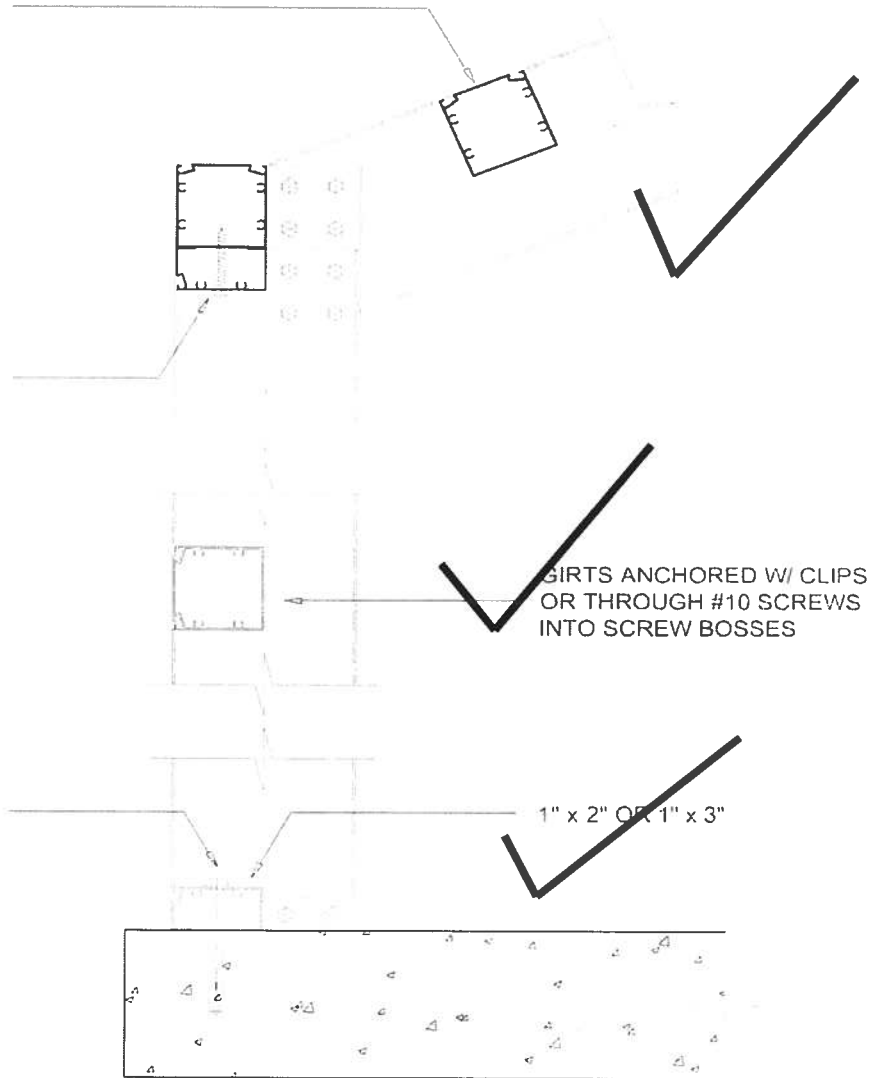 GIRTS ANCHORED W/ CLIPS
OR THROUGH #10 SCREWS
INTO SCREW BOSSES
1" x 2" OR 1" x 3"